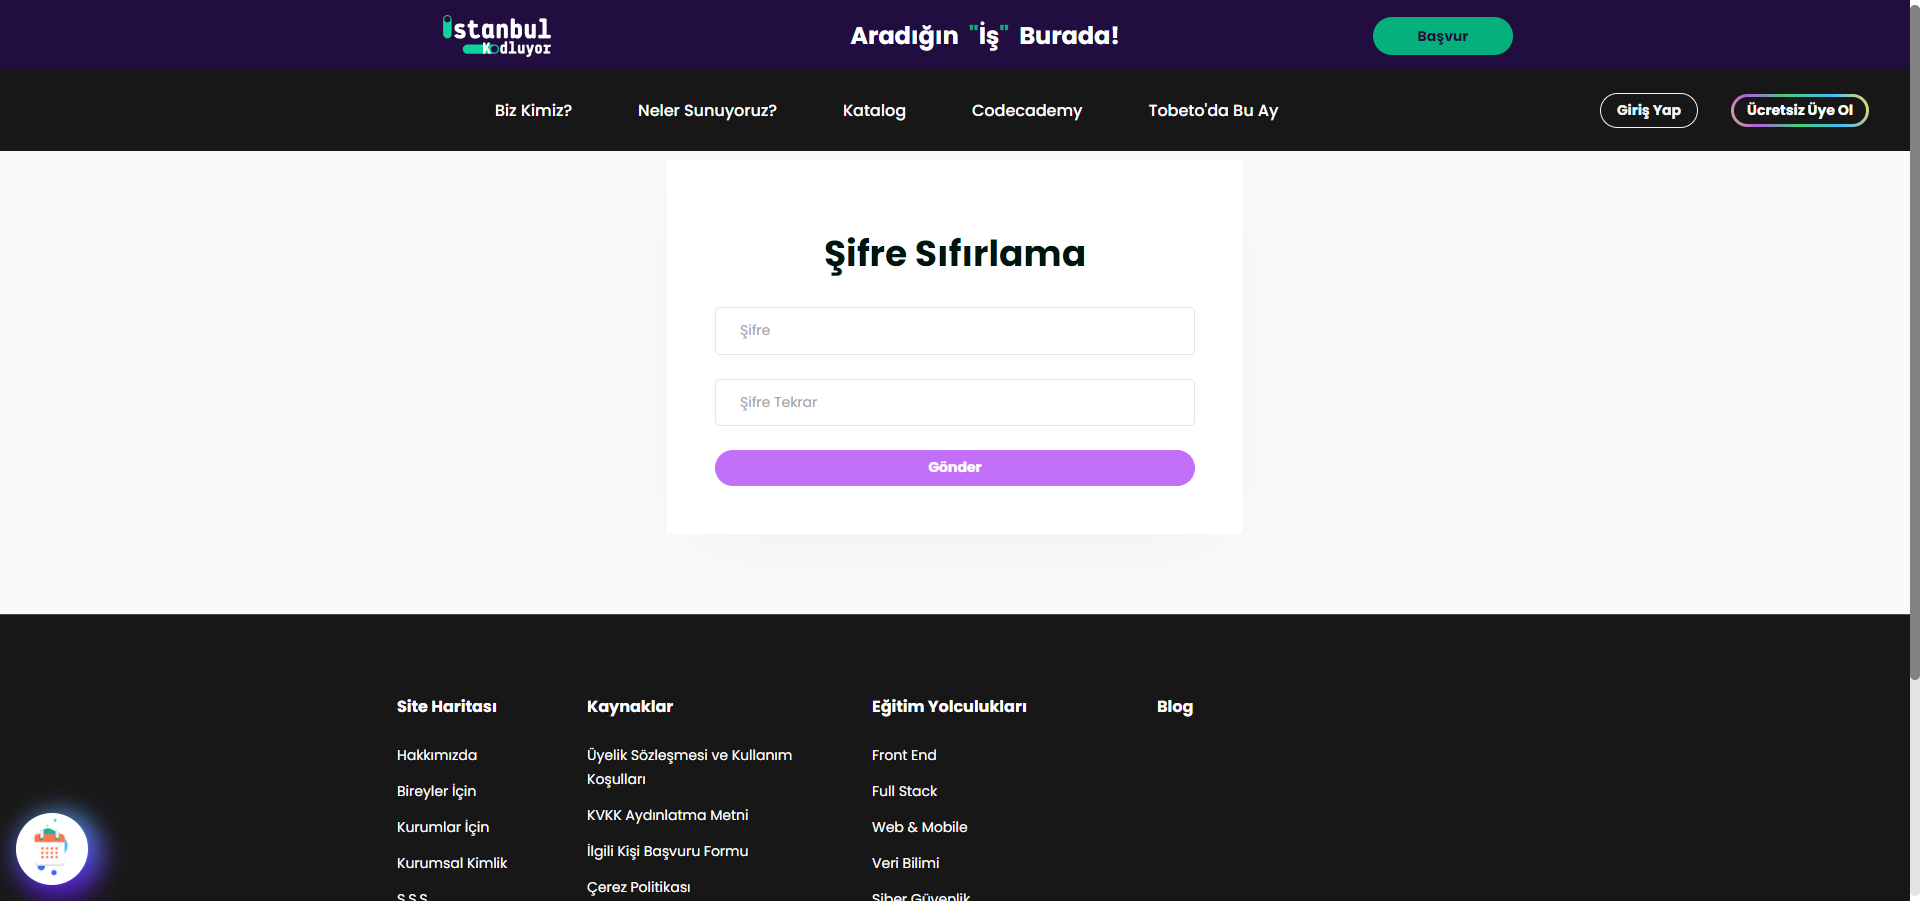 istanbul
Kodluyor
Aradığın "İş" Burada!
Başvur
Biz Kimiz?
Neler Sunuyoruz?
Katalog
Codecademy
Tobeto'da Bu Ay
Giriş Yap
Ücretsiz Üye Ol
Şifre Sıfırlama
Şifre
Şifre Tekrar
Gönder
Site Haritası
Hakkımızda
Bireyler İçin
Kurumlar İçin
Kurumsal Kimlik
S.S.S
Kaynaklar
Üyelik Sözleşmesi ve Kullanım
Koşulları
KVKK Aydınlatma Metni
İlgili Kişi Başvuru Formu
Çerez Politikası
Eğitim Yolculukları
Front End
Full Stack
Web & Mobile
Veri Bilimi
Siber Güvenlik
Blog